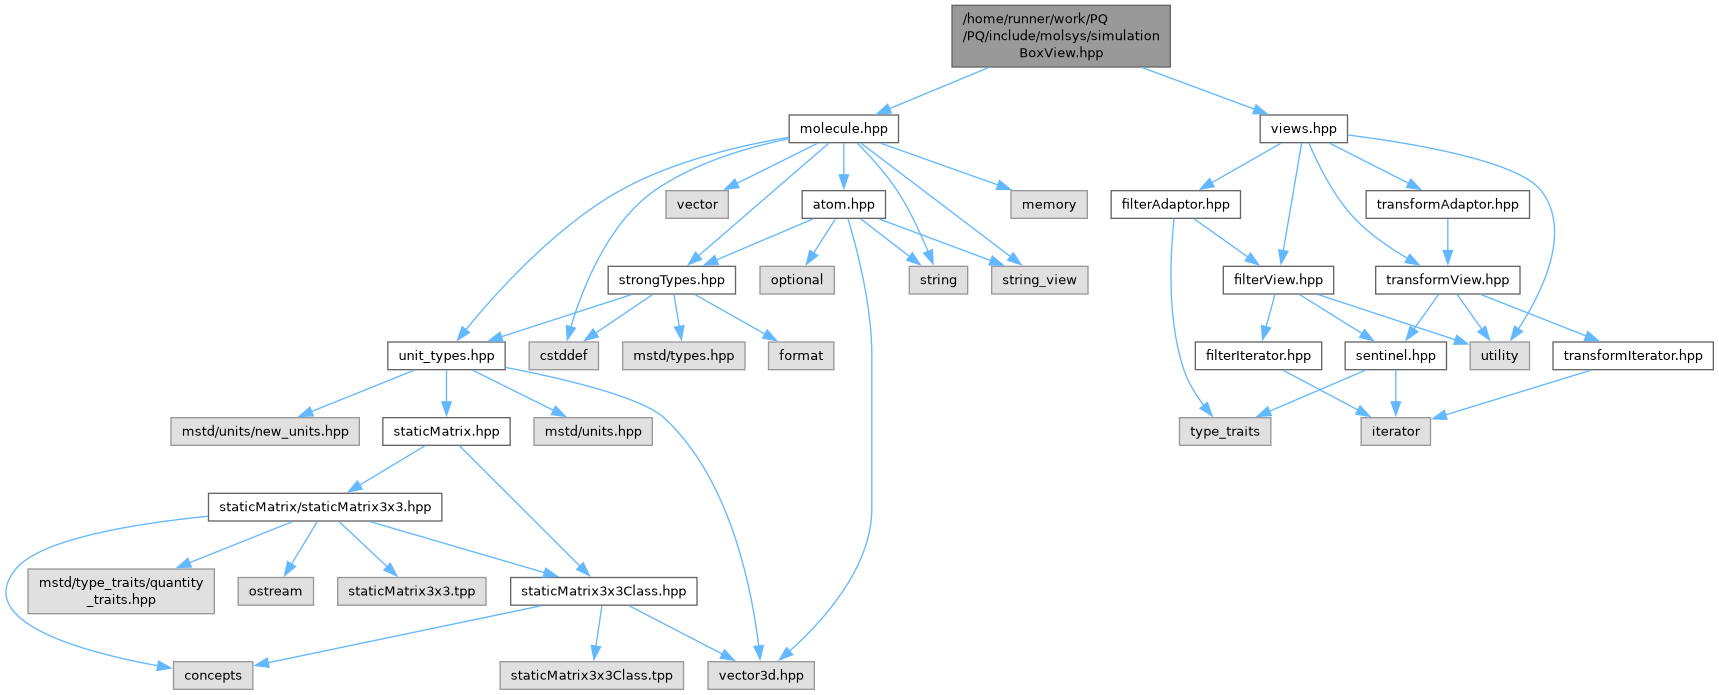 /home/runner/work/PQ
/PQ/include/molsys/simulation
BoxView.hpp
molecule.hpp
views.hpp
vector
atom.hpp
memory
filterAdaptor.hpp
transformAdaptor.hpp
strongTypes.hpp
optional
string
string_view
filterView.hpp
transformView.hpp
unit_types.hpp
cstddef
mstd/types.hpp
format
filterIterator.hpp
sentinel.hpp
utility
transformIterator.hpp
mstd/units/new_units.hpp
staticMatrix.hpp
mstd/units.hpp
type_traits
iterator
staticMatrix/staticMatrix3x3.hpp
mstd/type_traits/quantity
_traits.hpp
ostream
staticMatrix3x3.tpp
staticMatrix3x3Class.hpp
concepts
staticMatrix3x3Class.tpp
vector3d.hpp